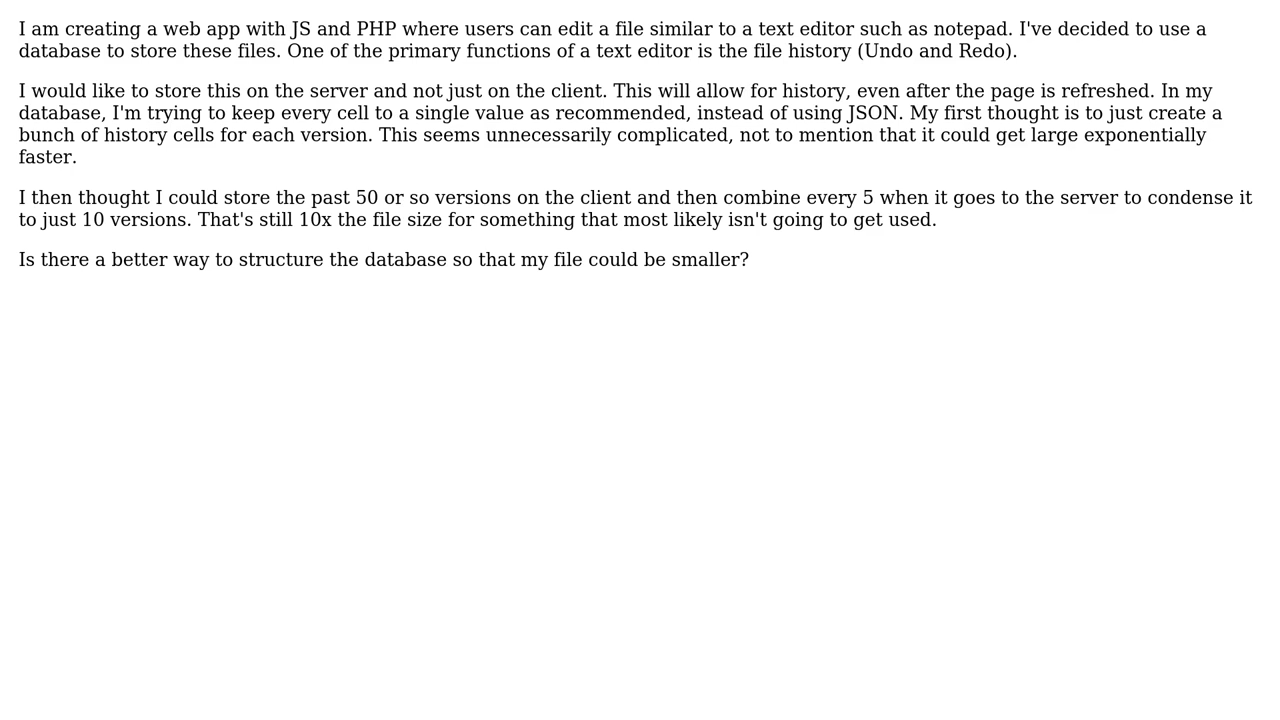 I am creating a web app with JS and PHP where users can edit a file similar to a text editor such as notepad. I've decided to use a
database to store these files. One of the primary functions of a text editor is the file history (Undo and Redo).
I would like to store this on the server and not just on the client. This will allow for history, even after the page is refreshed. In my
database, I'm trying to keep every cell to a single value as recommended, instead of using JSON. My first thought is to just create a
bunch of history cells for each version. This seems unnecessarily complicated, not to mention that it could get large exponentially
faster.
I then thought I could store the past 50 or so versions on the client and then combine every 5 when it goes to the server to condense it
to just 10 versions. That's still 10x the file size for something that most likely isn't going to get used.
Is there a better way to structure the database so that my file could be smaller?